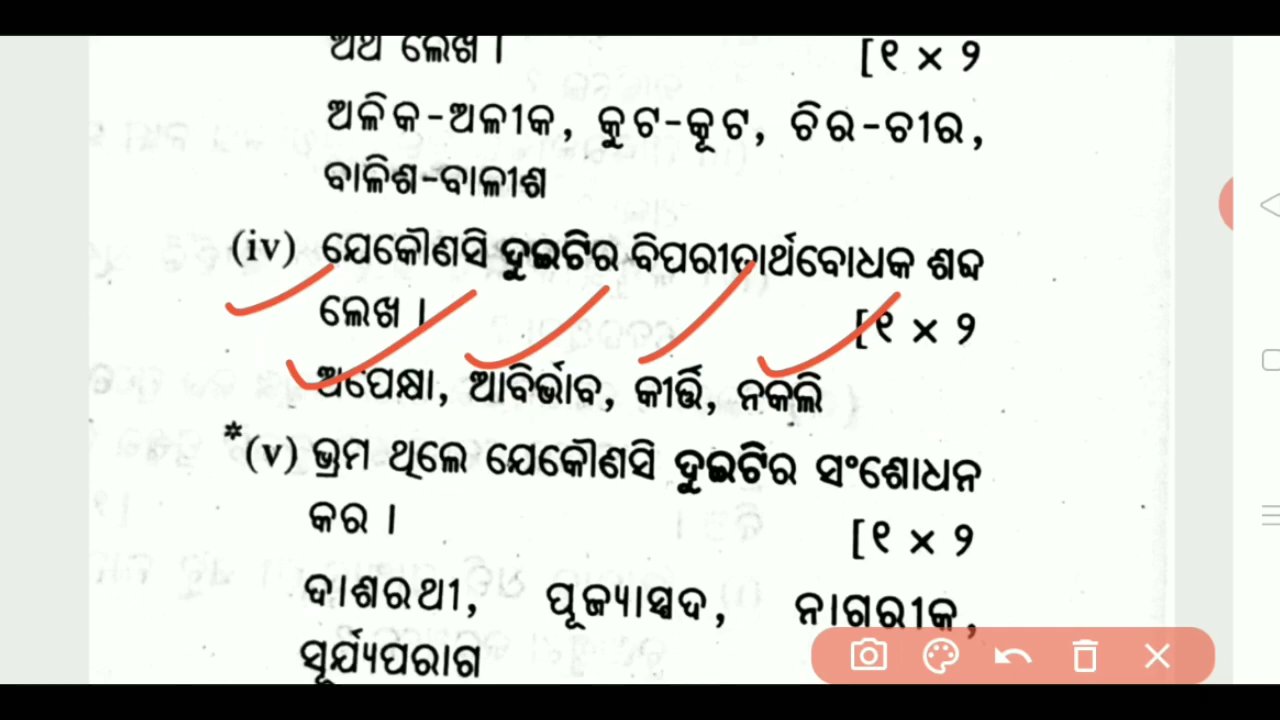 ଅର୍ଥ ଲେଖ । [୧ × ୨
ଅଳିକ-ଅଳୀକ, କୁଟ-କୂଟ, ଚିର-ଚୀର,
ବାଳିଶ-ବାଳୀଶ
(iv) ଯେକୌଣସି ଦୁଇଟିର ବିପରୀତାର୍ଥବୋଧକ ଶବ୍ଦ
ଲେଖ । [୧ × ୨
ଅପେକ୍ଷା, ଆବିର୍ଭାବ, କୀର୍ତ୍ତି, ନକଲି
*(v) ଭ୍ରମ ଥିଲେ ଯେକୌଣସି ଦୁଇଟିର ସଂଶୋଧନ
କର । [୧ × ୨
ଦାଶରଥୀ, ପୂଜ୍ୟାସ୍ପଦ, ନାଗରୀକ,
ସୂର୍ଯ୍ୟପରାଗ